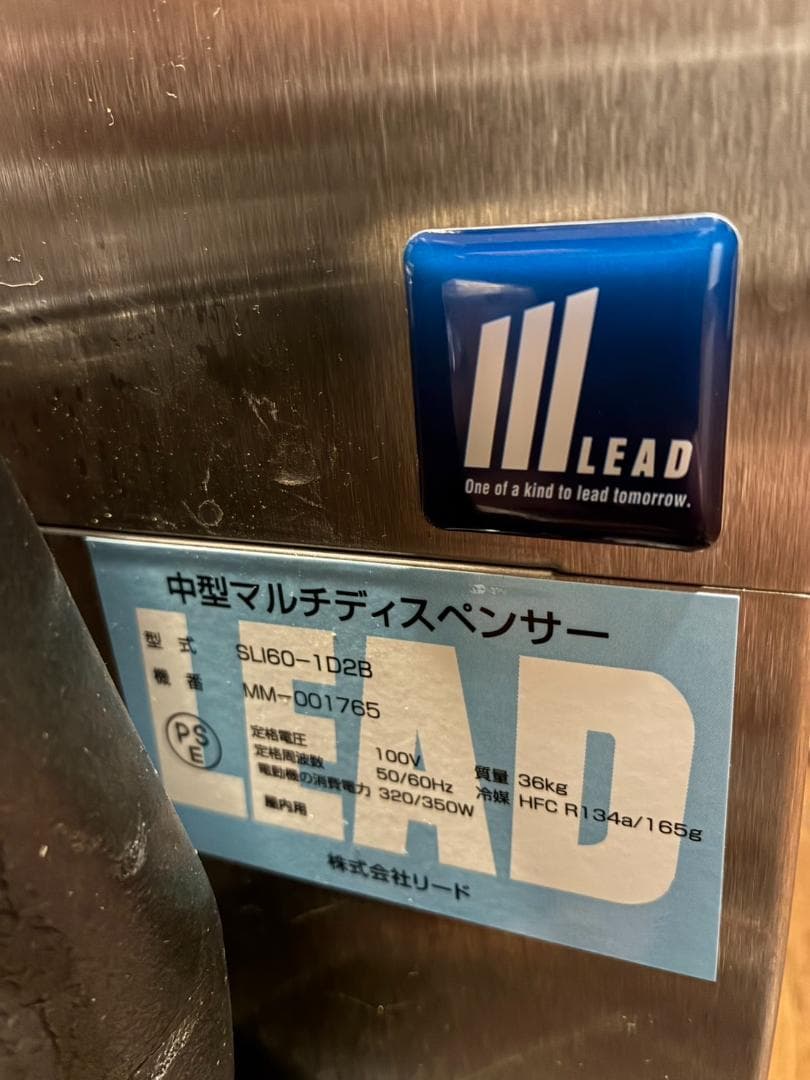 LEAD
One of a kind to lead tomorrow.
中型マルチディスペンサー
LEAD
型式 SLI60-1D2B
機番 MM-001765
PSE
定格電圧 100V
定格周波数 50/60Hz
電動機の消費電力 320/350W
質量 36kg
冷媒 HFC R134a/165g
屋内用
株式会社リード